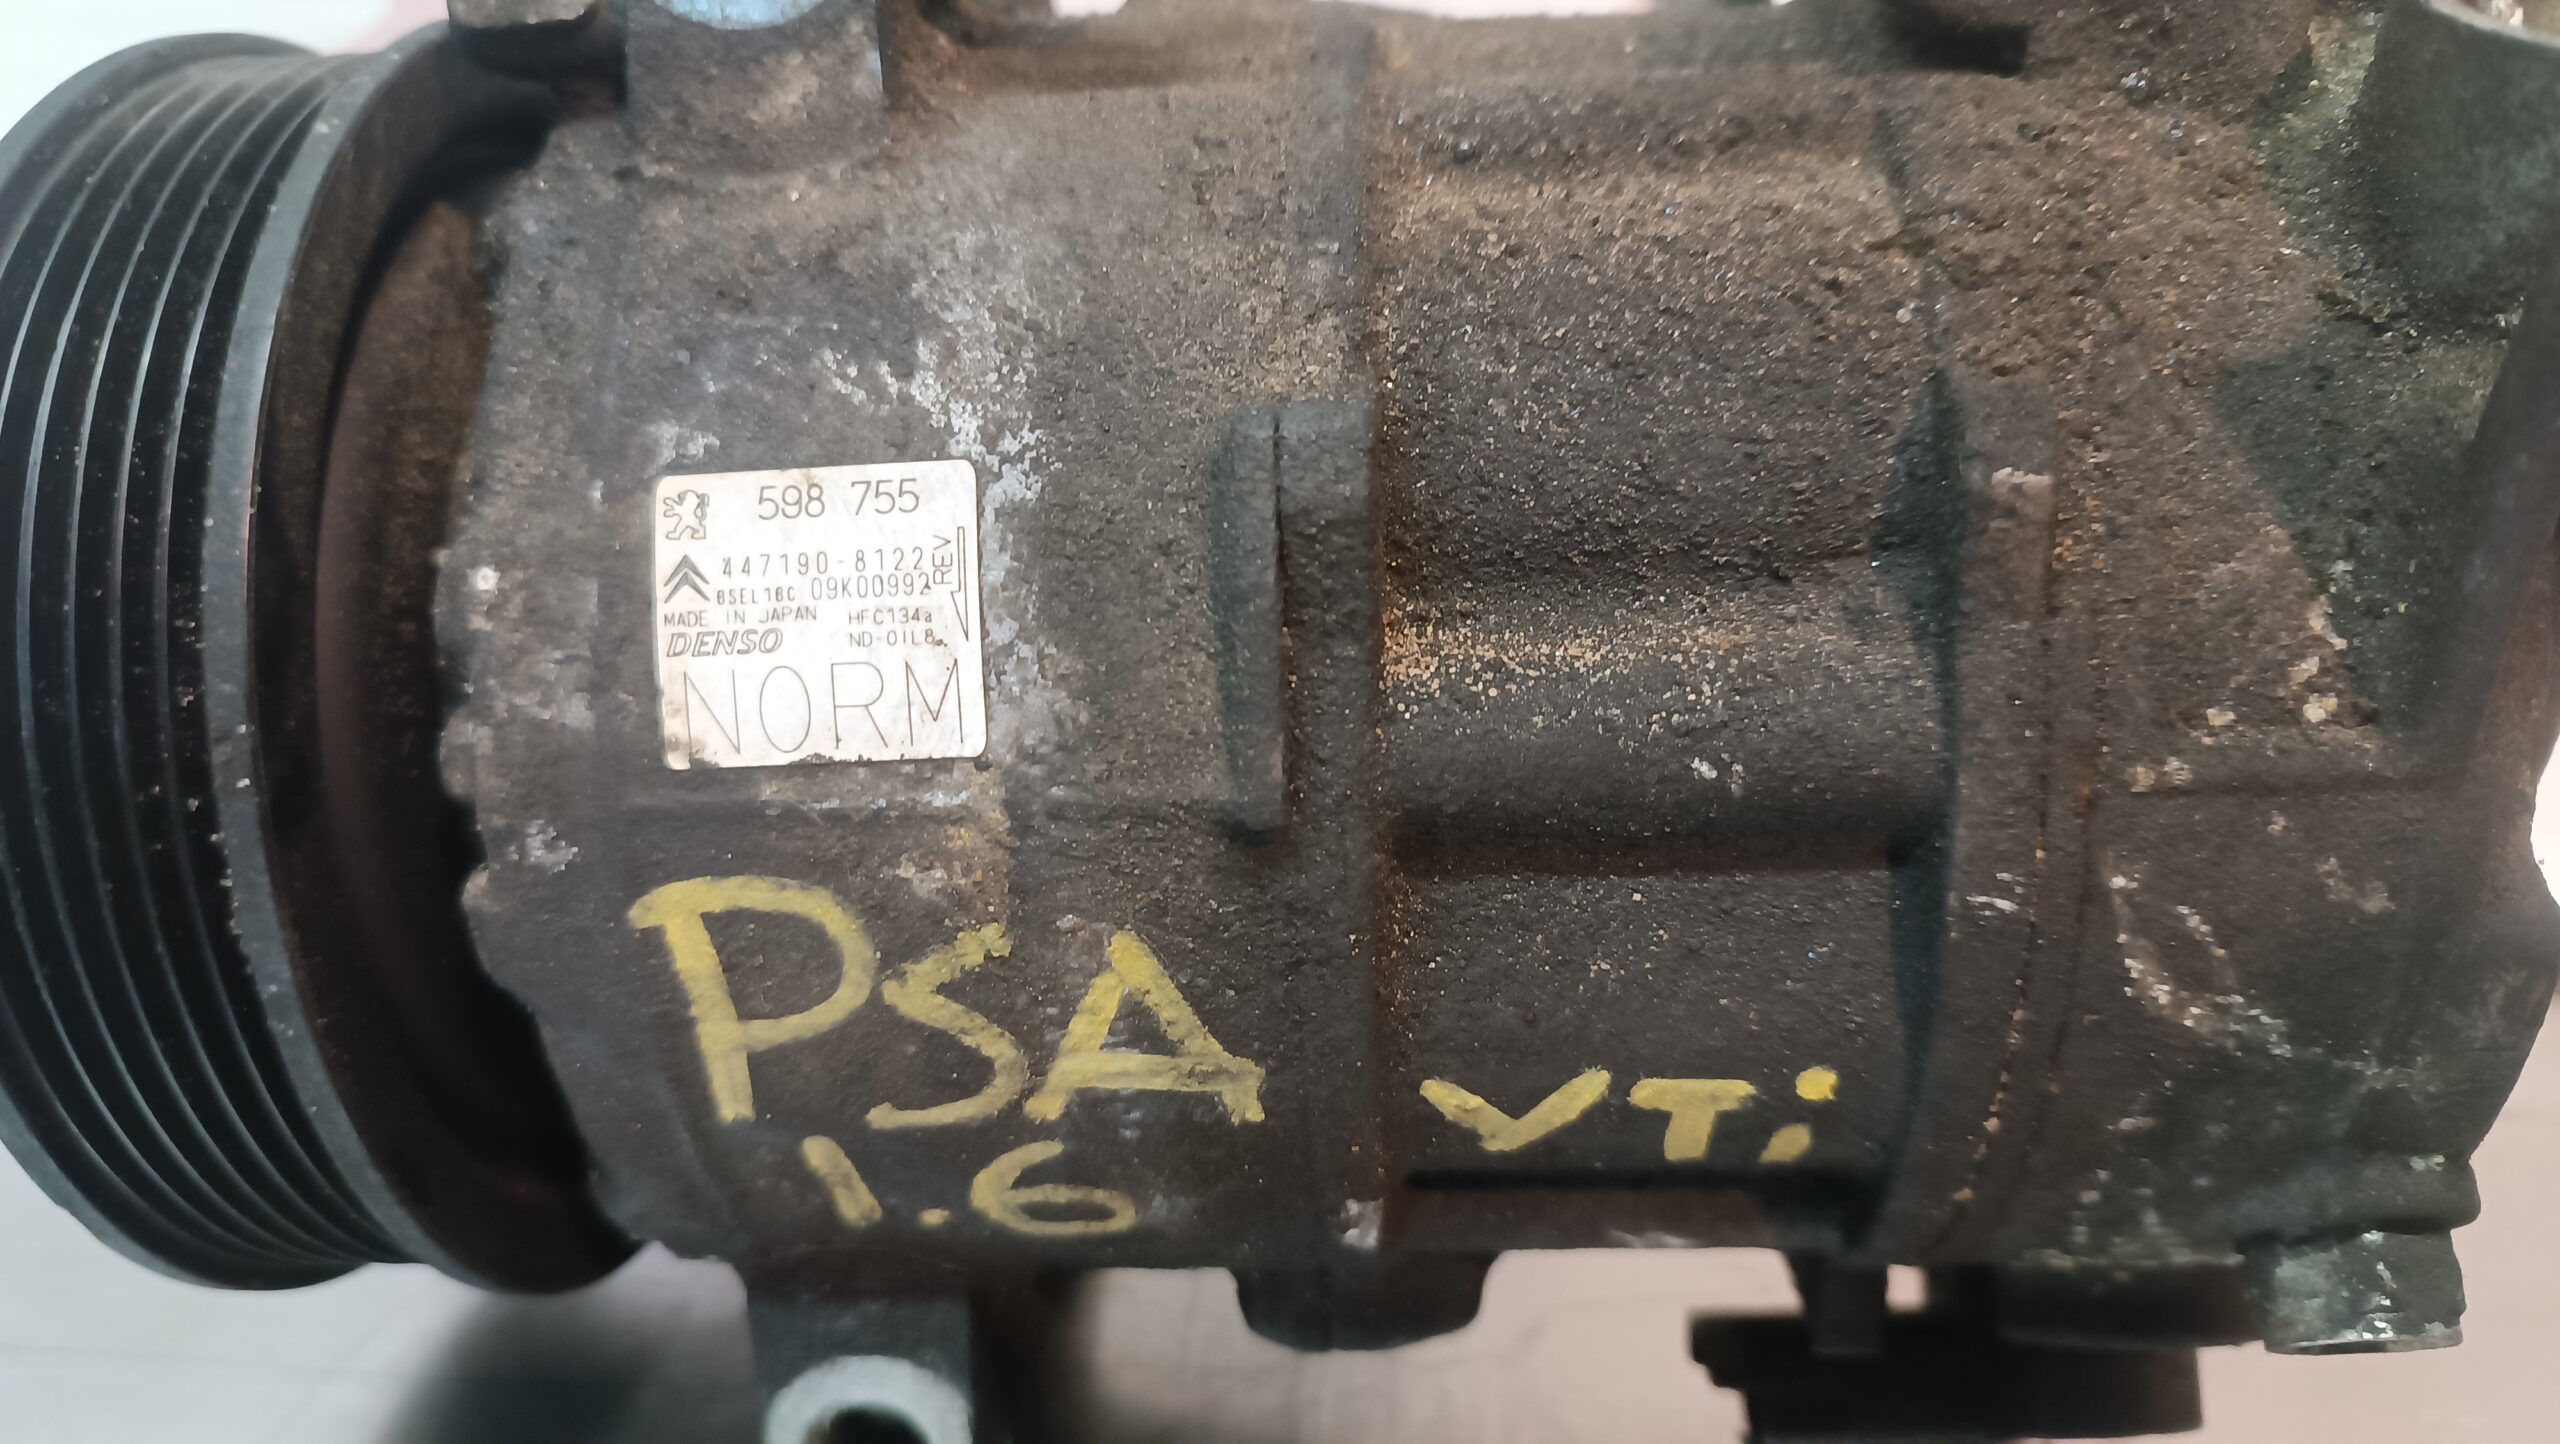 598 755
447190-8122
6SEL16C 09K00992
REV
MADE IN JAPAN HFC134a
DENSO ND-OIL8
NORM
PSA VTi
1.6